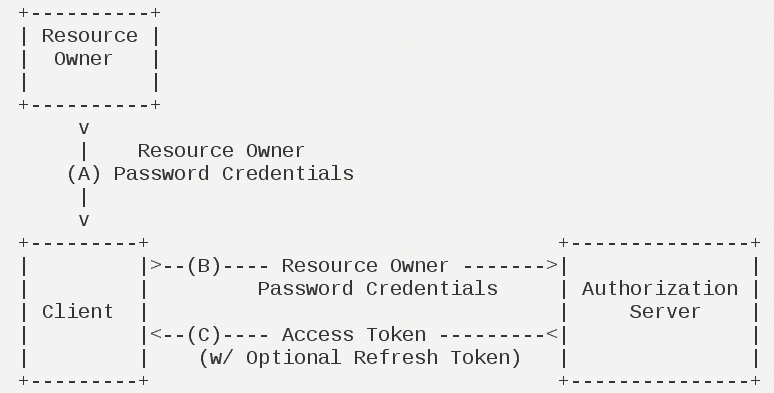 +----------+
| Resource |
|  Owner   |
|          |
+----------+
     v
     |    Resource Owner
    (A) Password Credentials
     |
     v
+---------+                                  +---------------+
|         |>--(B)---- Resource Owner ------->|               |
|         |         Password Credentials     | Authorization |
| Client  |                                  |     Server    |
|         |<--(C)---- Access Token ---------<|               |
|         |    (w/ Optional Refresh Token)   |               |
+---------+                                  +---------------+